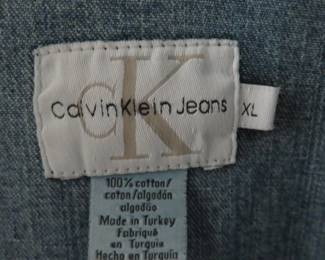 cK
Calvin Klein Jeans
XL
100% cotton/
coton/algodón
algodão
Made in Turkey
Fabriqué
en Turquie
Hecho en Turquía